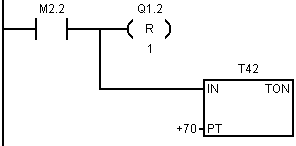 M2.2
Q1.2
R
1
T42
IN TON
+70 PT